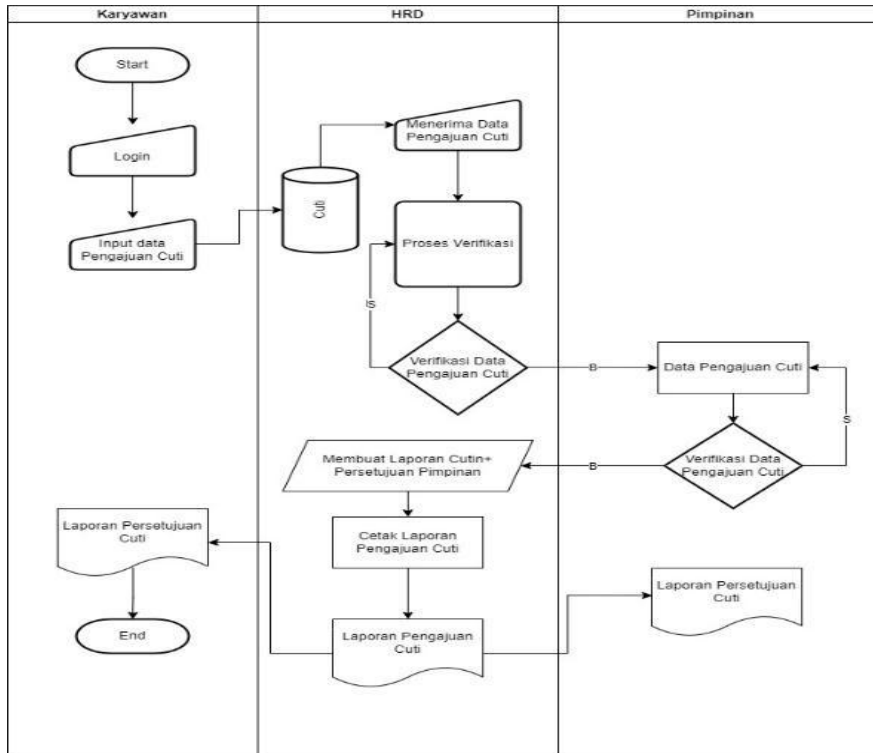 Karyawan
HRD
Pimpinan
Start
Login
Input data
Pengajuan Cuti
Cuti
Menerima Data
Pengajuan Cuti
Proses Verifikasi
S
Verifikasi Data
Pengajuan Cuti
B
Data Pengajuan Cuti
S
Verifikasi Data
Pengajuan Cuti
B
Membuat Laporan Cutin+
Persetujuan Pimpinan
Cetak Laporan
Pengajuan Cuti
Laporan Pengajuan
Cuti
Laporan Persetujuan
Cuti
End
Laporan Persetujuan
Cuti